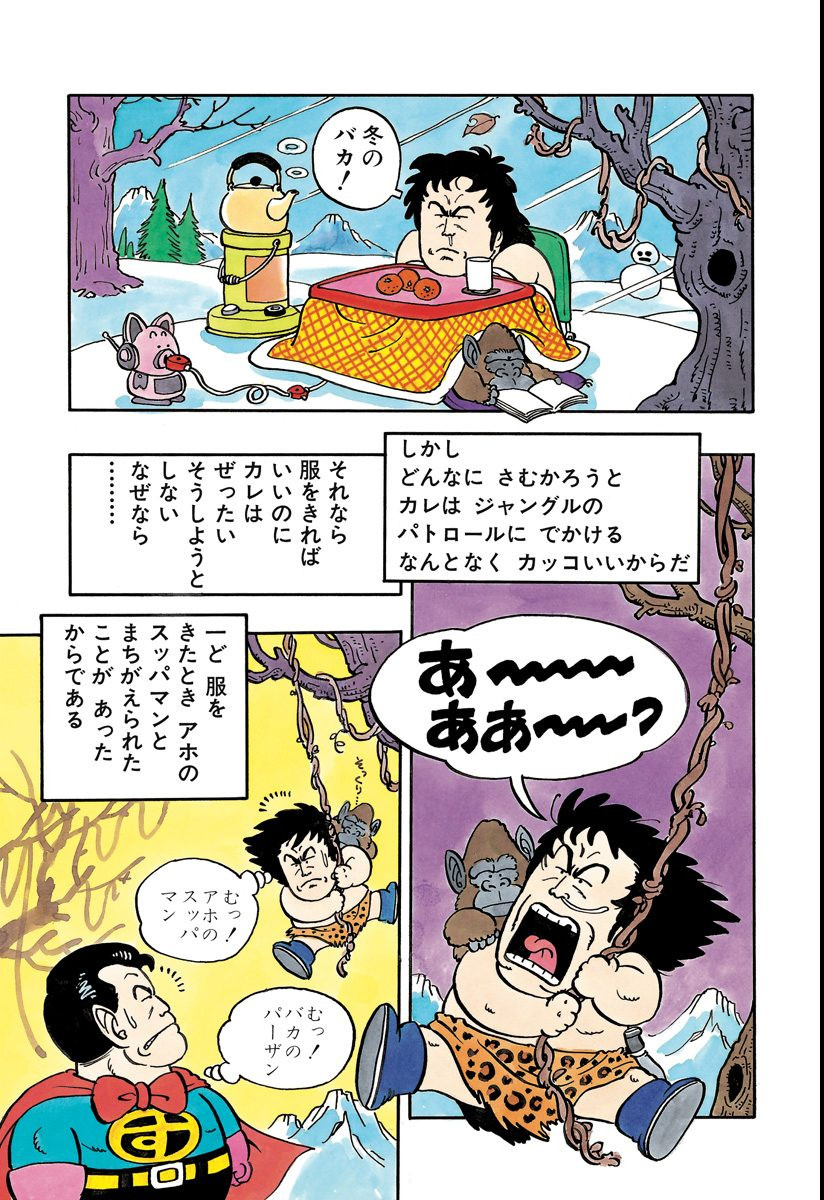 冬の
バカ！
しかし
どんなに さむかろうと
カレは ジャングルの
パトロールに でかける
なんとなく カッコいいからだ
あ〜〜〜〜
ああ〜〜〜っ
それなら
服をきれば
いいのに
カレは
ぜったい
そうしようと
しない
なぜなら
………
一ど 服を
きたとき アホの
スッパマンと
まちがえられた
ことが あった
からである
そっくり…
むっ！
アホの
スッパ
マン
むっ！
バカの
パーザン
す